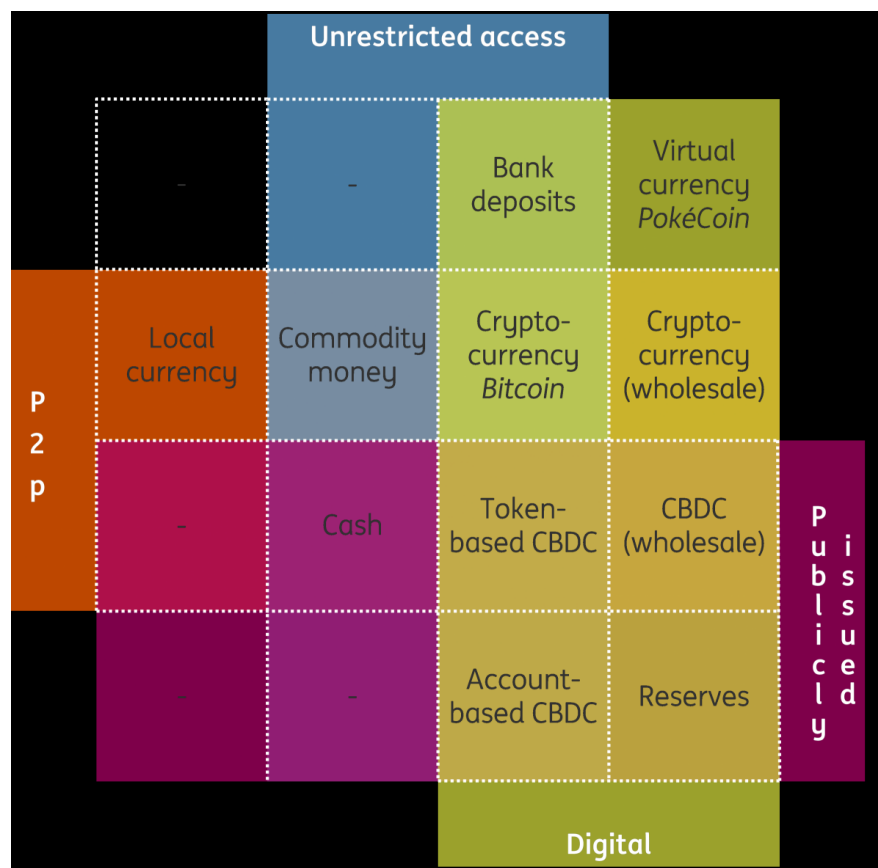 Unrestricted access
-
-
Bank
deposits
Virtual
currency
PokéCoin
P2p
Local
currency
Commodity
money
Crypto-
currency
Bitcoin
Crypto-
currency
(wholesale)
-
Cash
Token-
based CBDC
CBDC
(wholesale)
Publicly
issued
-
-
Account-
based CBDC
Reserves
Digital